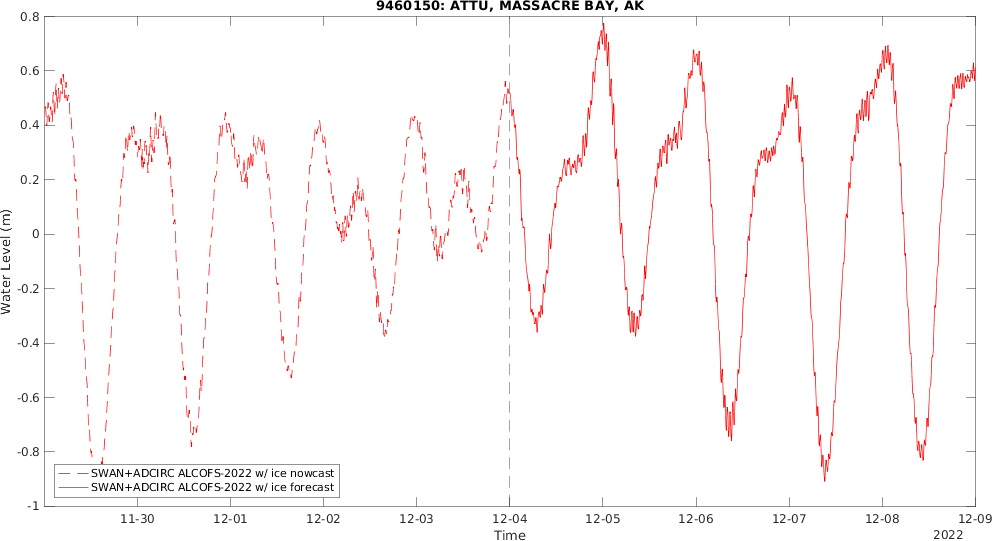 9460150: ATTU, MASSACRE BAY, AK
Water Level (m)
0.8
0.6
0.4
0.2
0
-0.2
-0.4
-0.6
-0.8
-1
SWAN+ADCIRC ALCOFS-2022 w/ ice nowcast
SWAN+ADCIRC ALCOFS-2022 w/ ice forecast
11-30 12-01 12-02 12-03 12-04 12-05 12-06 12-07 12-08 12-09
Time
2022